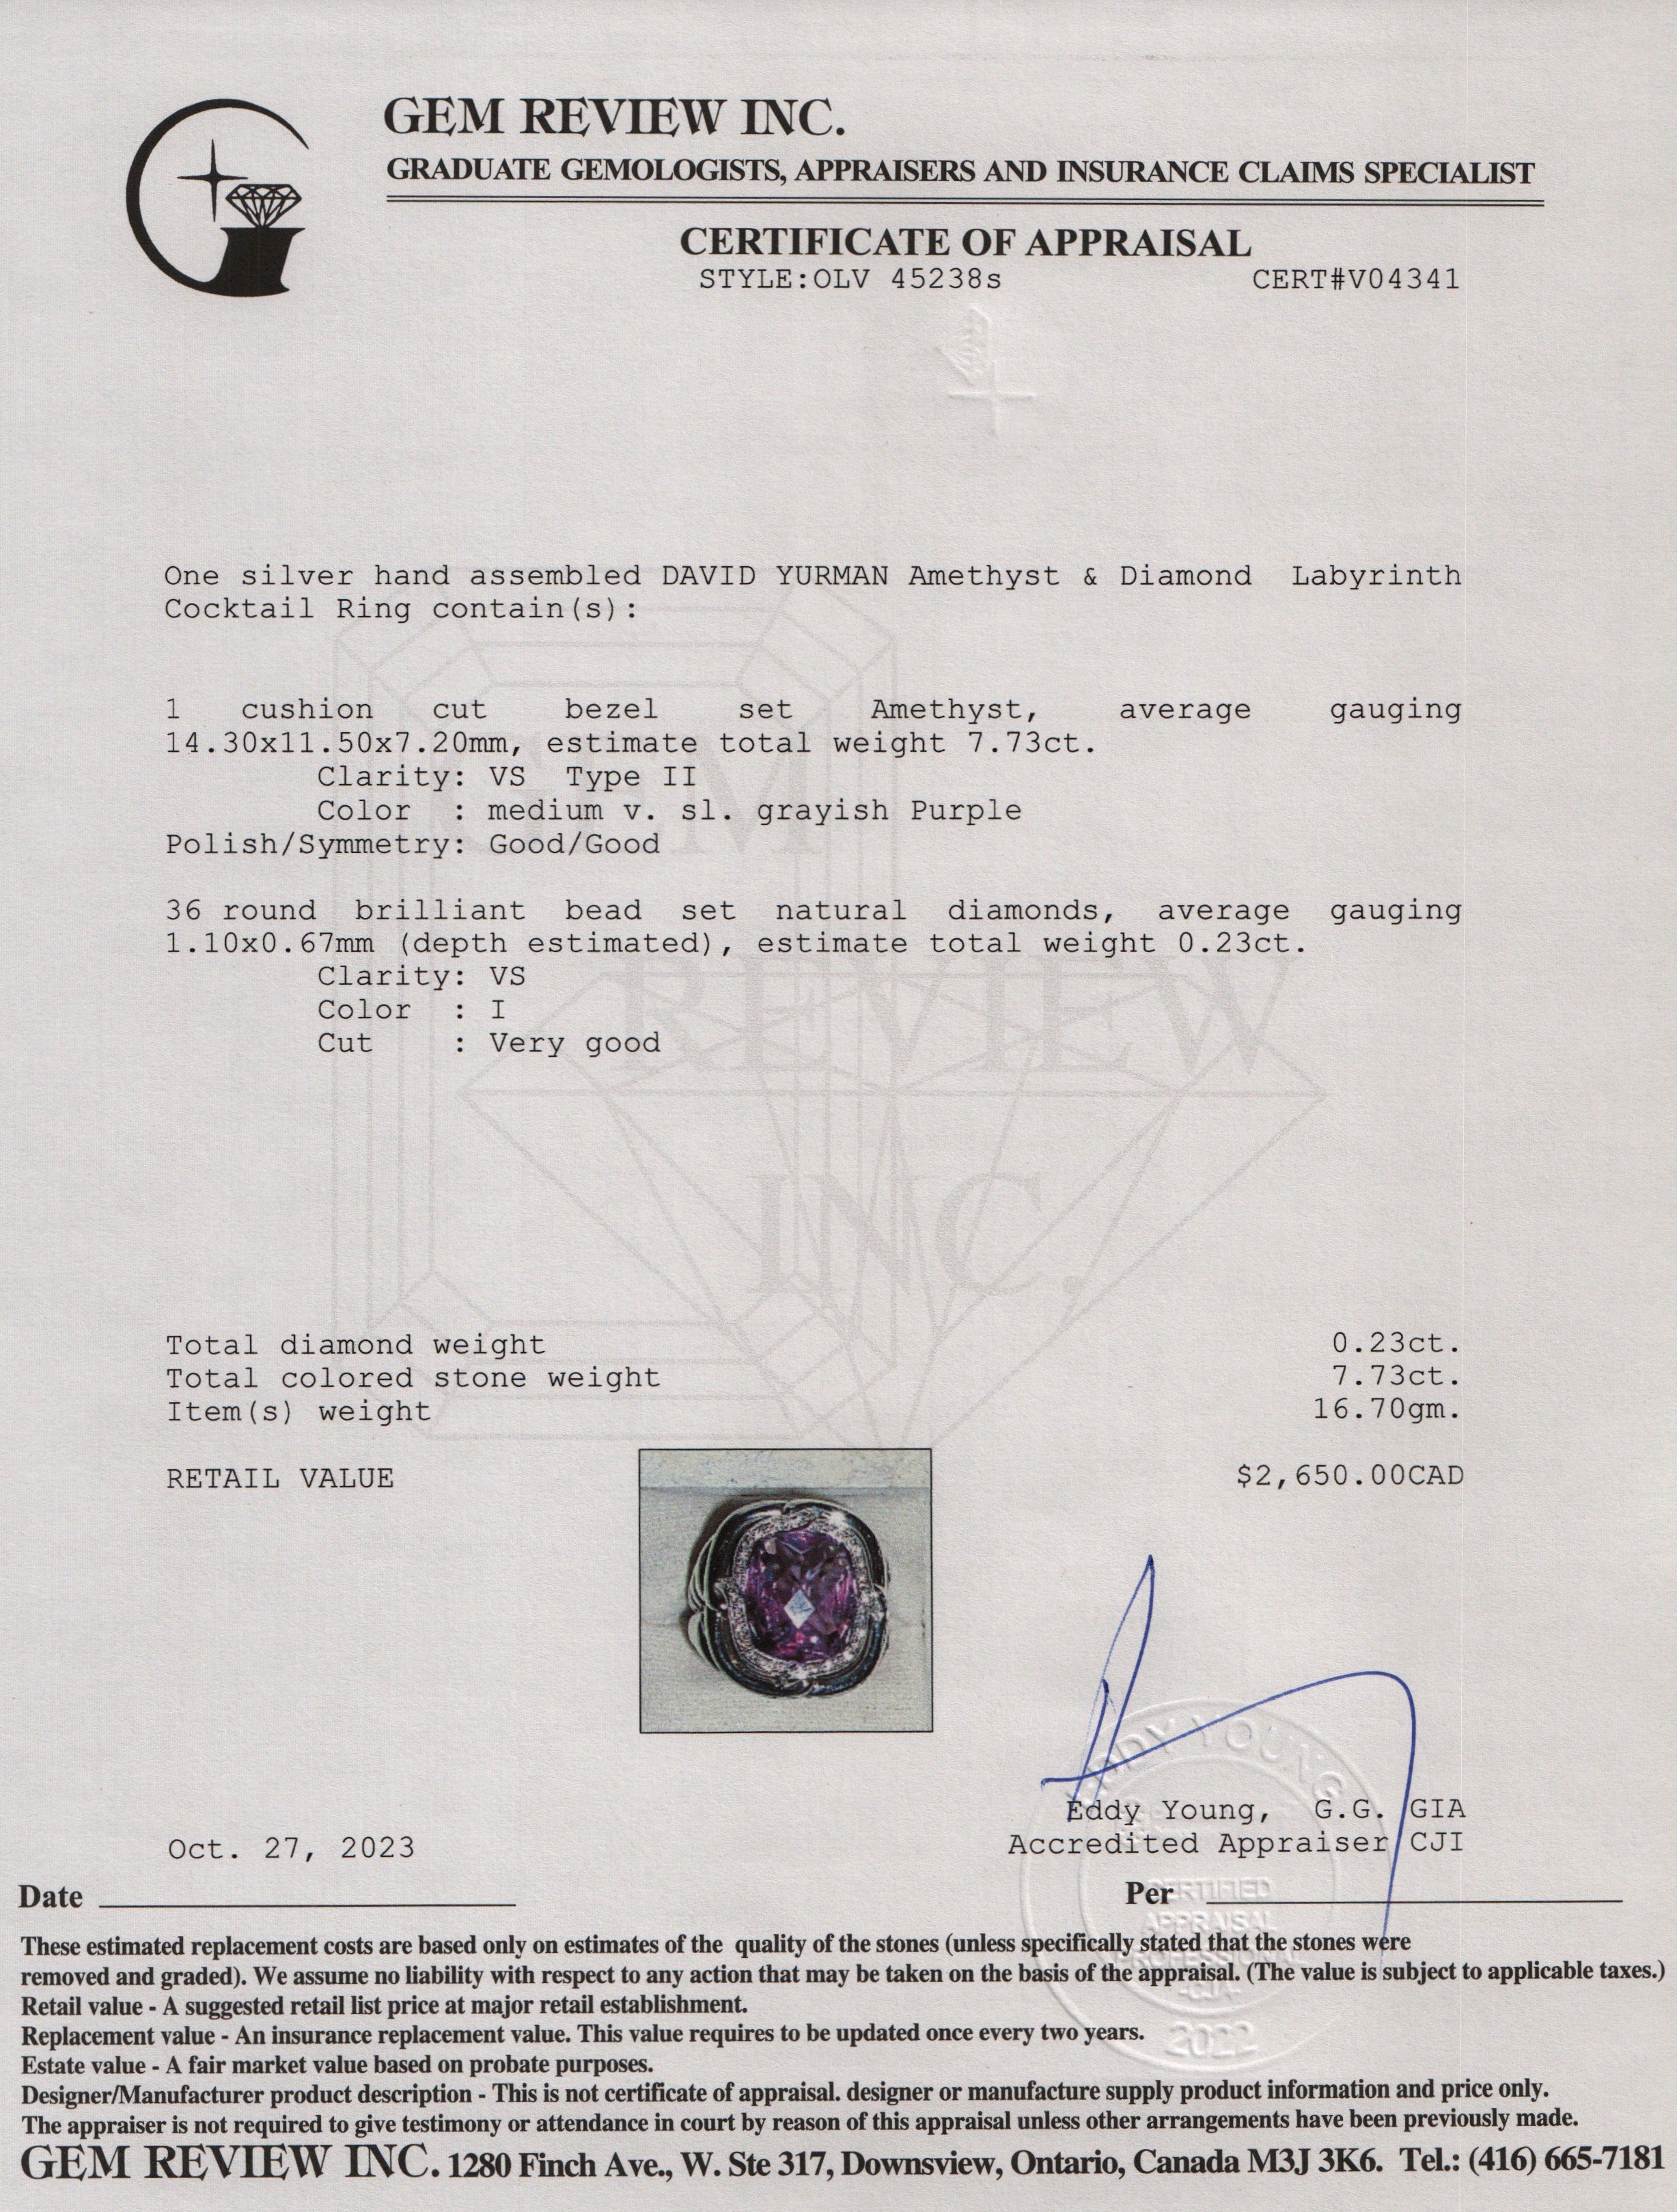 GEM REVIEW INC.
GRADUATE GEMOLOGISTS, APPRAISERS AND INSURANCE CLAIMS SPECIALIST
CERTIFICATE OF APPRAISAL
STYLE:OLV 45238s CERT#V04341
One silver hand assembled DAVID YURMAN Amethyst & Diamond Labyrinth
Cocktail Ring contain(s):
1 cushion cut bezel set Amethyst, average gauging
14.30x11.50x7.20mm, estimate total weight 7.73ct.
Clarity: VS Type II
Color : medium v. sl. grayish Purple
Polish/Symmetry: Good/Good
36 round brilliant bead set natural diamonds, average gauging
1.10x0.67mm (depth estimated), estimate total weight 0.23ct.
Clarity: VS
Color : I
Cut : Very good
GEM
REVIEW
INC.
Total diamond weight 0.23ct.
Total colored stone weight 7.73ct.
Item(s) weight 16.70gm.
RETAIL VALUE $2,650.00CAD
EDDY YOUNG
Eddy Young, G.G. GIA
Accredited Appraiser CJI
Oct. 27, 2023
Date
Per
CERTIFIED
APPRAISAL
PROFESSIONAL
-CJA-
2022
These estimated replacement costs are based only on estimates of the quality of the stones (unless specifically stated that the stones were
removed and graded). We assume no liability with respect to any action that may be taken on the basis of the appraisal. (The value is subject to applicable taxes.)
Retail value - A suggested retail list price at major retail establishment.
Replacement value - An insurance replacement value. This value requires to be updated once every two years.
Estate value - A fair market value based on probate purposes.
Designer/Manufacturer product description - This is not certificate of appraisal. designer or manufacture supply product information and price only.
The appraiser is not required to give testimony or attendance in court by reason of this appraisal unless other arrangements have been previously made.
GEM REVIEW INC. 1280 Finch Ave., W. Ste 317, Downsview, Ontario, Canada M3J 3K6. Tel.: (416) 665-7181